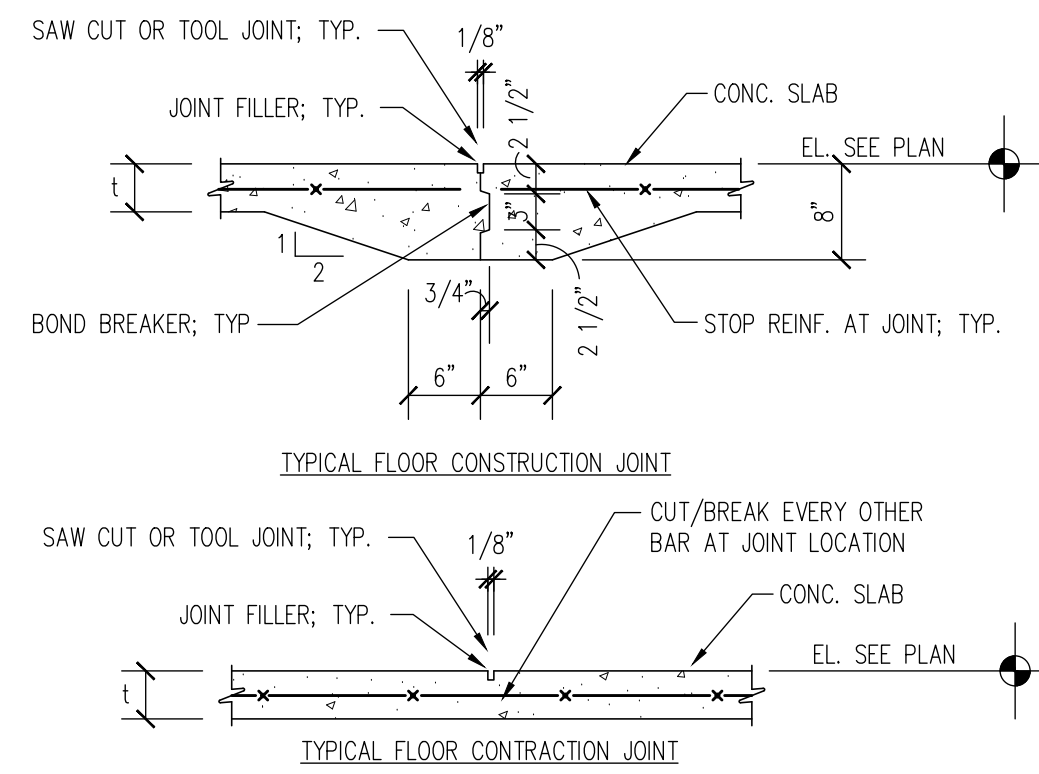 SAW CUT OR TOOL JOINT; TYP.
1/8"
JOINT FILLER; TYP.
2 1/2"
CONC. SLAB
EL. SEE PLAN
t
3"
8"
1
2
3/4"
BOND BREAKER; TYP
2 1/2"
STOP REINF. AT JOINT; TYP.
6"
6"
TYPICAL FLOOR CONSTRUCTION JOINT
CUT/BREAK EVERY OTHER
BAR AT JOINT LOCATION
SAW CUT OR TOOL JOINT; TYP.
1/8"
CONC. SLAB
JOINT FILLER; TYP.
EL. SEE PLAN
t
TYPICAL FLOOR CONTRACTION JOINT